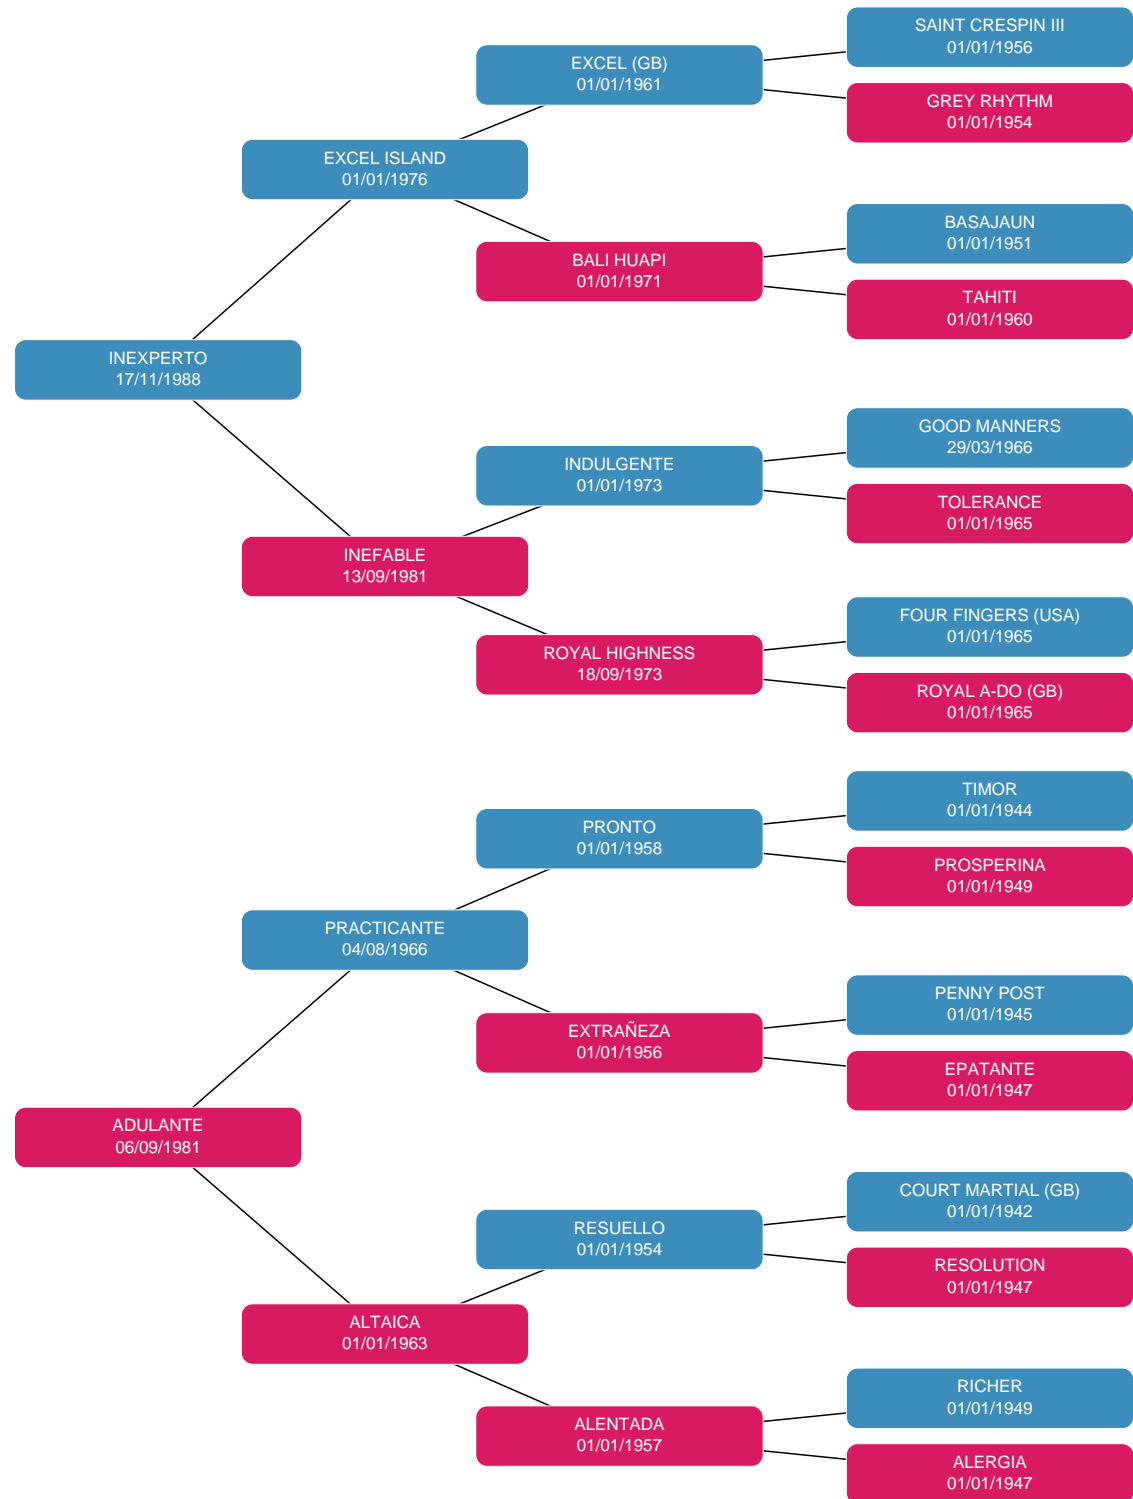 SAINT CRESPIN III
01/01/1956
EXCEL (GB)
01/01/1961
GREY RHYTHM
01/01/1954
EXCEL ISLAND
01/01/1976
BASAJAUN
01/01/1951
BALI HUAPI
01/01/1971
TAHITI
01/01/1960
INEXPERTO
17/11/1988
GOOD MANNERS
29/03/1966
INDULGENTE
01/01/1973
TOLERANCE
01/01/1965
INEFABLE
13/09/1981
FOUR FINGERS (USA)
01/01/1965
ROYAL HIGHNESS
18/09/1973
ROYAL A-DO (GB)
01/01/1965
TIMOR
01/01/1944
PRONTO
01/01/1958
PROSPERINA
01/01/1949
PRACTICANTE
04/08/1966
PENNY POST
01/01/1945
EXTRAÑEZA
01/01/1956
EPATANTE
01/01/1947
ADULANTE
06/09/1981
COURT MARTIAL (GB)
01/01/1942
RESUELLO
01/01/1954
RESOLUTION
01/01/1947
ALTAICA
01/01/1963
RICHER
01/01/1949
ALENTADA
01/01/1957
ALERGIA
01/01/1947